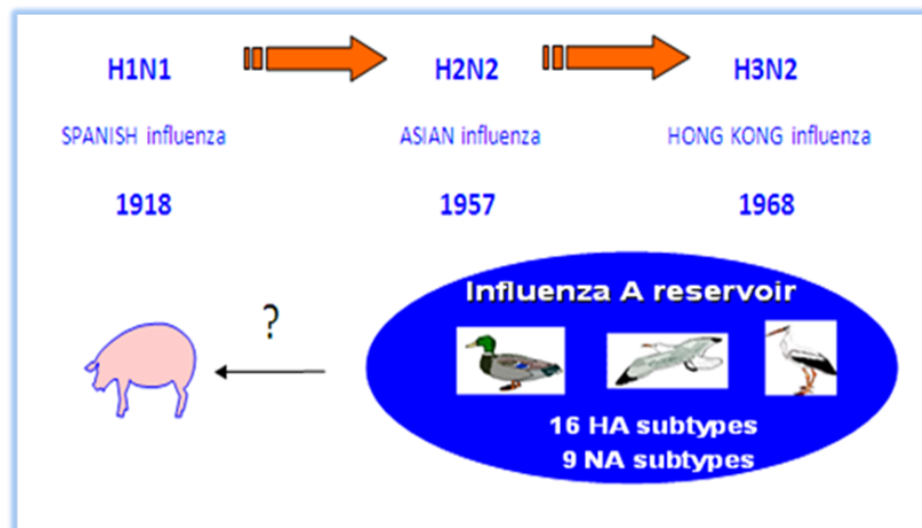 H1N1 H2N2 H3N2
SPANISH influenza ASIAN influenza HONG KONG influenza
1918 1957 1968
Influenza A reservoir
?
16 HA subtypes
9 NA subtypes